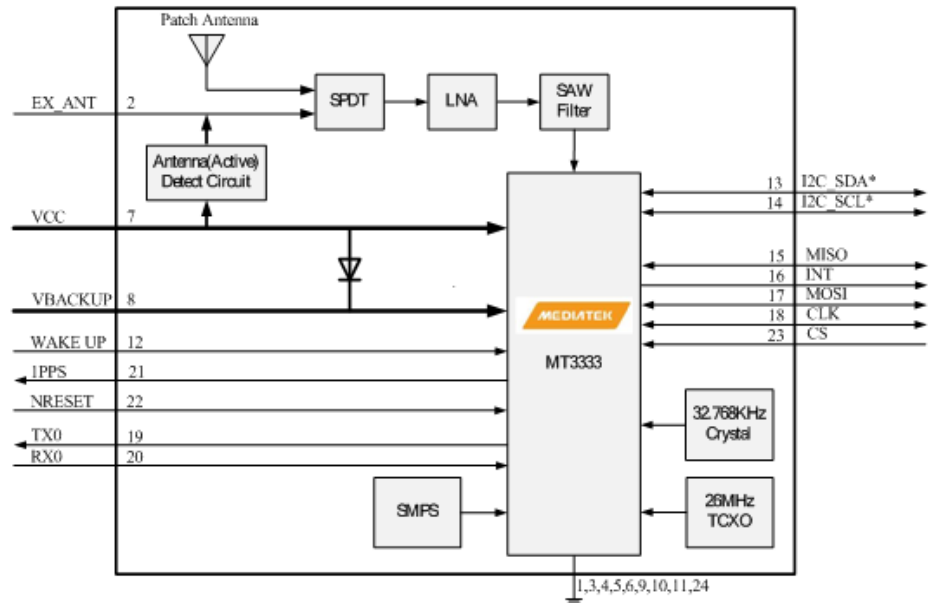 Patch Antenna
EX_ANT 2
SPDT
LNA
SAW
Filter
Antenna(Active)
Detect Circuit
13 I2C_SDA*
14 I2C_SCL*
VCC 7
15 MISO
16 INT
17 MOSI
18 CLK
23 CS
VBACKUP 8
MEDIATEK
MT3333
WAKE UP 12
1PPS 21
NRESET 22
TX0 19
RX0 20
32.768KHz
Crystal
SMPS
26MHz
TCXO
1,3,4,5,6,9,10,11,24